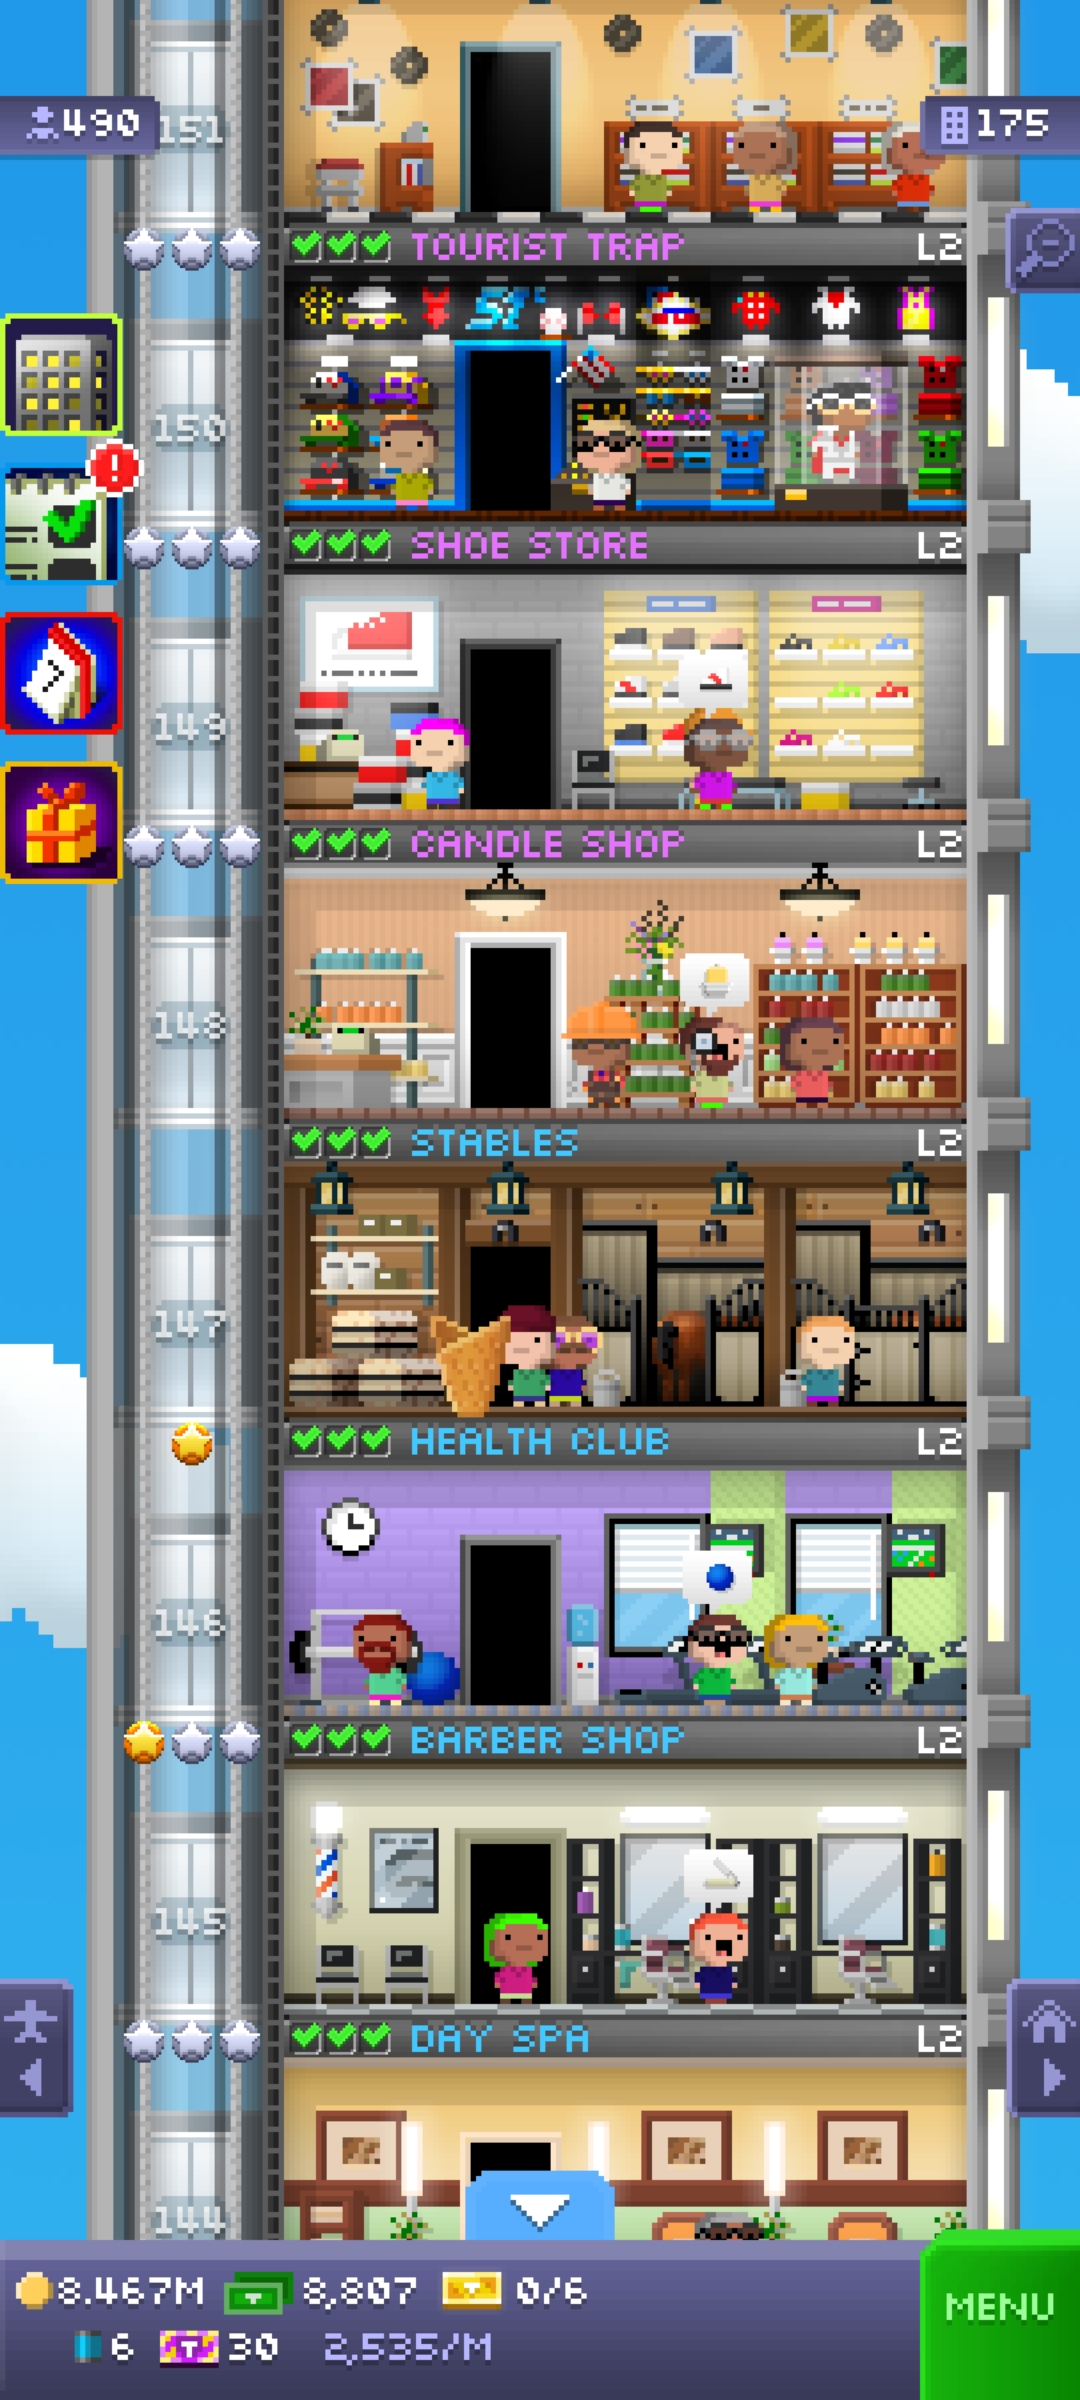 490
151
175
TOURIST TRAP L2
150
SHOE STORE L2
149
CANDLE SHOP L2
148
STABLES L2
147
HEALTH CLUB L2
146
BARBER SHOP L2
145
DAY SPA L2
144
8.467M 8,807 0/6
MENU
6 T 30 2,535/M